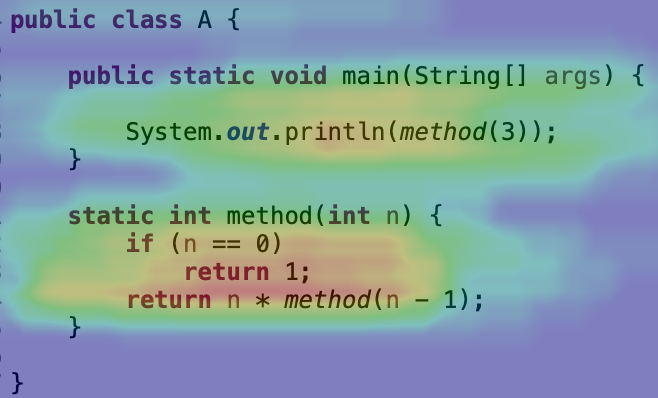 public class A {
public static void main(String[] args) {
System.out.println(method(3));
}
static int method(int n) {
if (n == 0)
return 1;
return n * method(n − 1);
}
}